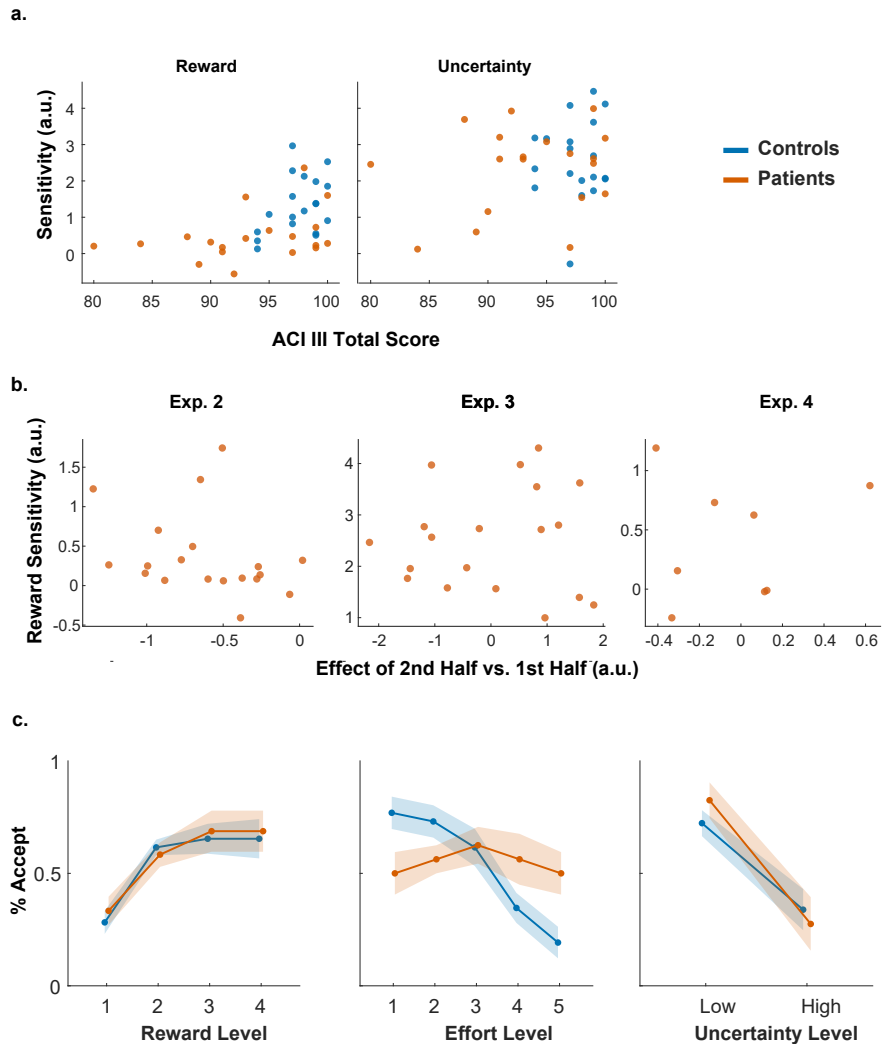 a.
Reward
Uncertainty
Sensitivity (a.u.)
4
3
2
1
0
80
85
90
95
100
80
85
90
95
100
ACI III Total Score
Controls
Patients
b.
Exp. 2
Exp. 3
Exp. 4
Reward Sensitivity (a.u.)
1.5
1
0.5
0
-0.5
-1
-0.5
0
4
3
2
1
-2
-1
0
1
2
1
0.5
0
-0.4
-0.2
0
0.2
0.4
0.6
Effect of 2nd Half vs. 1st Half (a.u.)
c.
% Accept
1
0.5
0
1
2
3
4
Reward Level
1
2
3
4
5
Effort Level
Low
High
Uncertainty Level